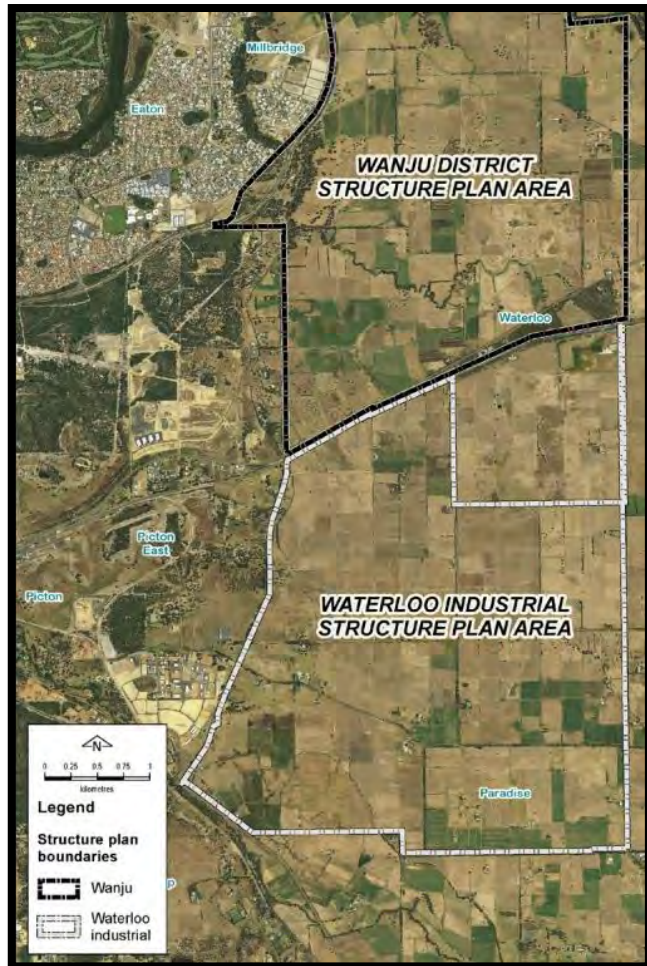 Millbridge
Eaton
WANJU DISTRICT
STRUCTURE PLAN AREA
Waterloo
Picton
East
Picton
WATERLOO INDUSTRIAL
STRUCTURE PLAN AREA
Paradise
N
0 0.25 0.5 0.75 1
kilometres
Legend
Structure plan
boundaries
Wanju
Waterloo
industrial
p